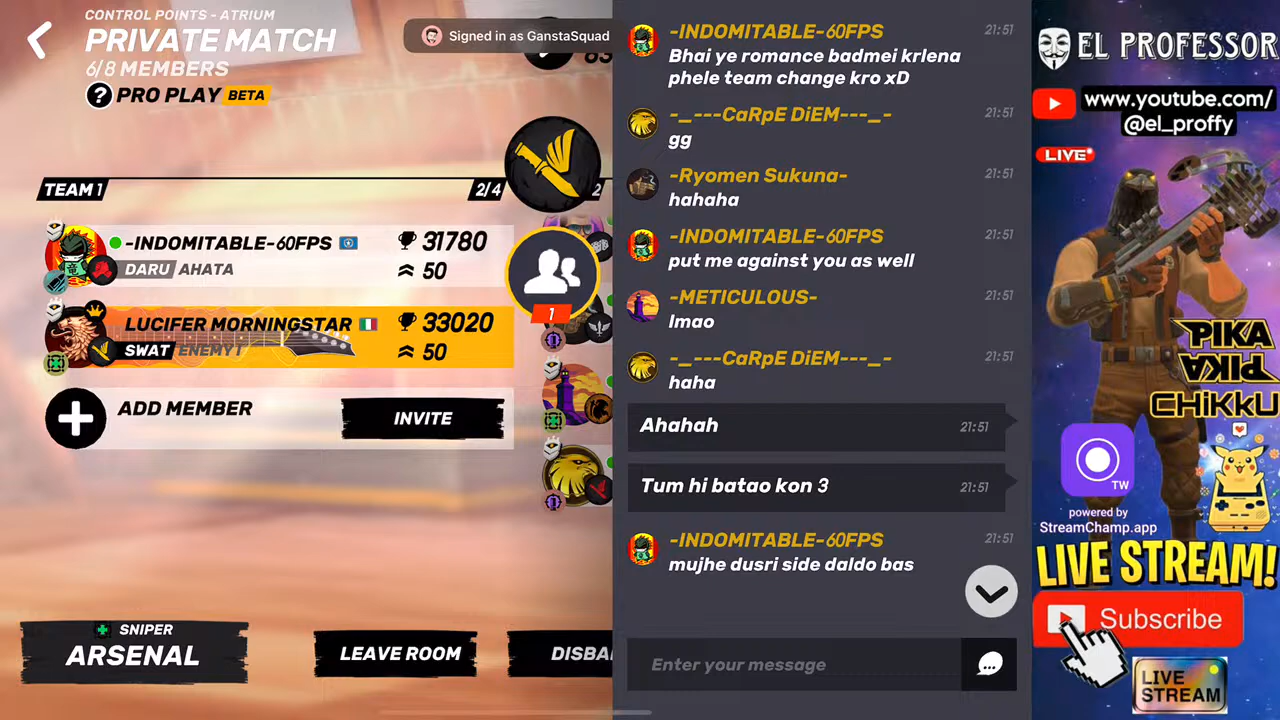 CONTROL POINTS - ATRIUM
PRIVATE MATCH
6/8 MEMBERS
? PRO PLAY BETA
Signed in as GanstaSquad
TEAM 1
2/4
2
-INDOMITABLE-60FPS
31780
DARU AHATA
50
LUCIFER MORNINGSTAR
33020
SWAT ENEMY1
50
1
ADD MEMBER
INVITE
SNIPER
ARSENAL
LEAVE ROOM
DISBA
-INDOMITABLE-60FPS 21:51
Bhai ye romance badmei krlena
phele team change kro xD
-_---CaRpE DiEM---_- 21:51
gg
-Ryomen Sukuna- 21:51
hahaha
-INDOMITABLE-60FPS 21:51
put me against you as well
-METICULOUS- 21:51
lmao
-_---CaRpE DiEM---_- 21:51
haha
Ahahah 21:51
Tum hi batao kon 3 21:51
-INDOMITABLE-60FPS 21:51
mujhe dusri side daldo bas
Enter your message
EL PROFESSOR
www.youtube.com/
@el_proffy
LIVE
PIKA
PIKA
CHIKKU
TW
powered by
StreamChamp.app
LIVE STREAM!
Subscribe
LIVE
STREAM